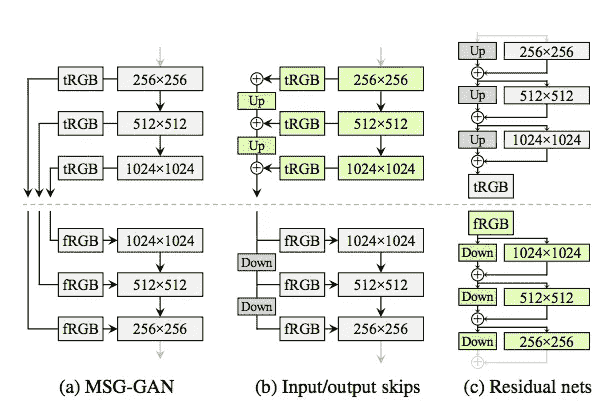 tRGB 256×256
tRGB 512×512
tRGB 1024×1024
fRGB 1024×1024
fRGB 512×512
fRGB 256×256
(a) MSG-GAN
tRGB 256×256
Up
tRGB 512×512
Up
tRGB 1024×1024
fRGB 1024×1024
Down
fRGB 512×512
Down
fRGB 256×256
(b) Input/output skips
Up 256×256
Up 512×512
Up 1024×1024
tRGB
fRGB
Down 1024×1024
Down 512×512
Down 256×256
(c) Residual nets